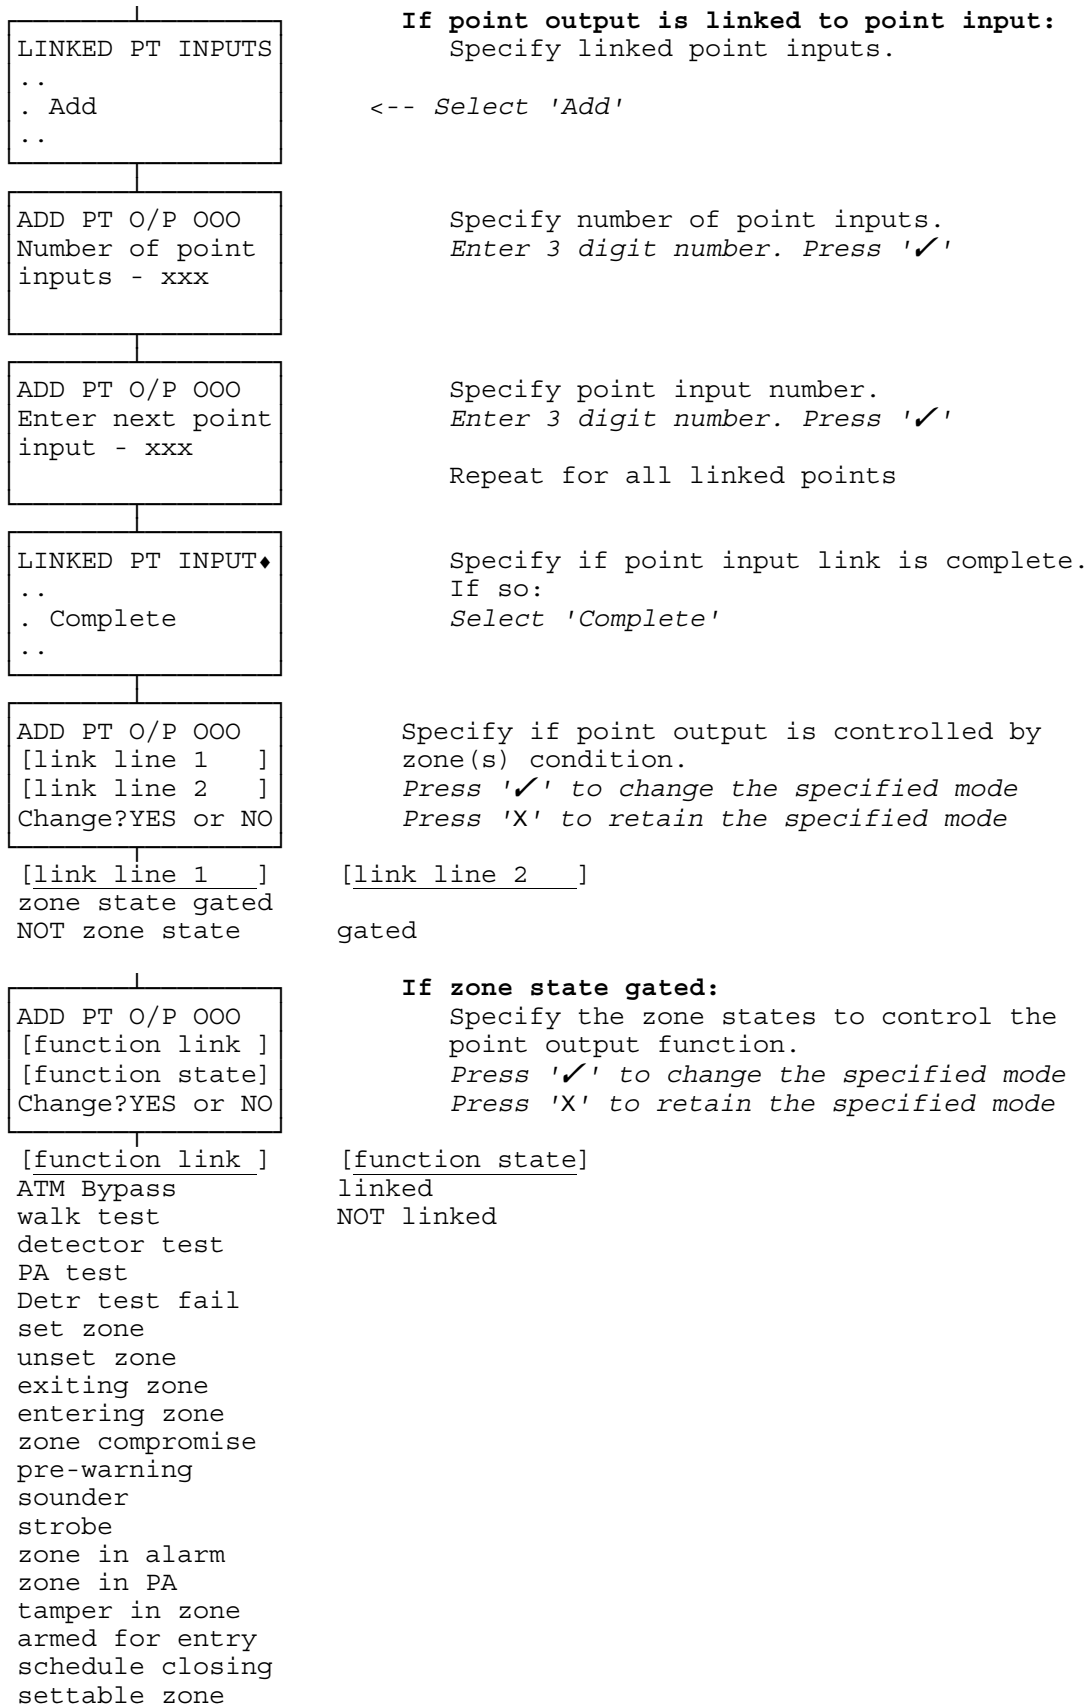 If point output is linked to point input:
LINKED PT INPUTS Specify linked point inputs.
..
. Add <-- Select 'Add'
..
ADD PT O/P OOO Specify number of point inputs.
Number of point Enter 3 digit number. Press '✓'
inputs - xxx
ADD PT O/P OOO Specify point input number.
Enter next point Enter 3 digit number. Press '✓'
input - xxx
Repeat for all linked points
LINKED PT INPUT♦ Specify if point input link is complete.
.. If so:
. Complete Select 'Complete'
..
ADD PT O/P OOO Specify if point output is controlled by
[link line 1 ] zone(s) condition.
[link line 2 ] Press '✓' to change the specified mode
Change?YES or NO Press 'X' to retain the specified mode
[link line 1 ] [link line 2 ]
zone state gated
NOT zone state gated
If zone state gated:
ADD PT O/P OOO Specify the zone states to control the
[function link ] point output function.
[function state] Press '✓' to change the specified mode
Change?YES or NO Press 'X' to retain the specified mode
[function link ] [function state]
ATM Bypass linked
walk test NOT linked
detector test
PA test
Detr test fail
set zone
unset zone
exiting zone
entering zone
zone compromise
pre-warning
sounder
strobe
zone in alarm
zone in PA
tamper in zone
armed for entry
schedule closing
settable zone